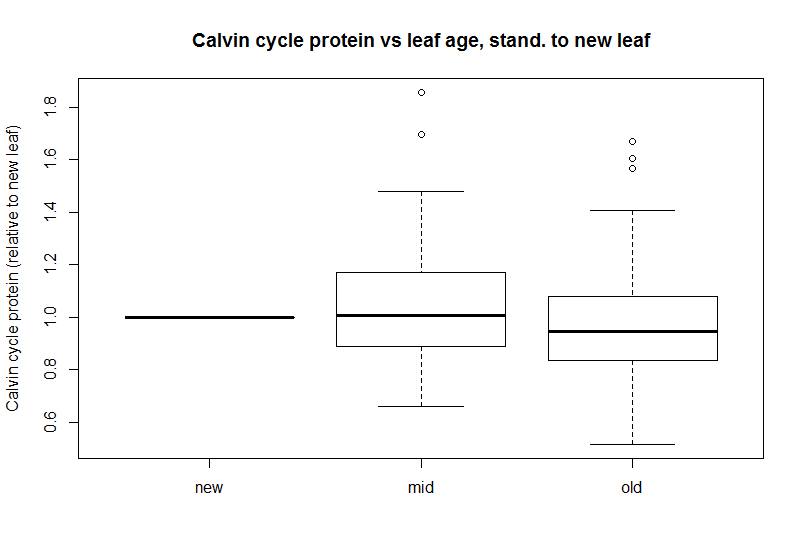 Calvin cycle protein vs leaf age, stand. to new leaf
Calvin cycle protein (relative to new leaf)
1.8
1.6
1.4
1.2
1.0
0.8
0.6
new mid old